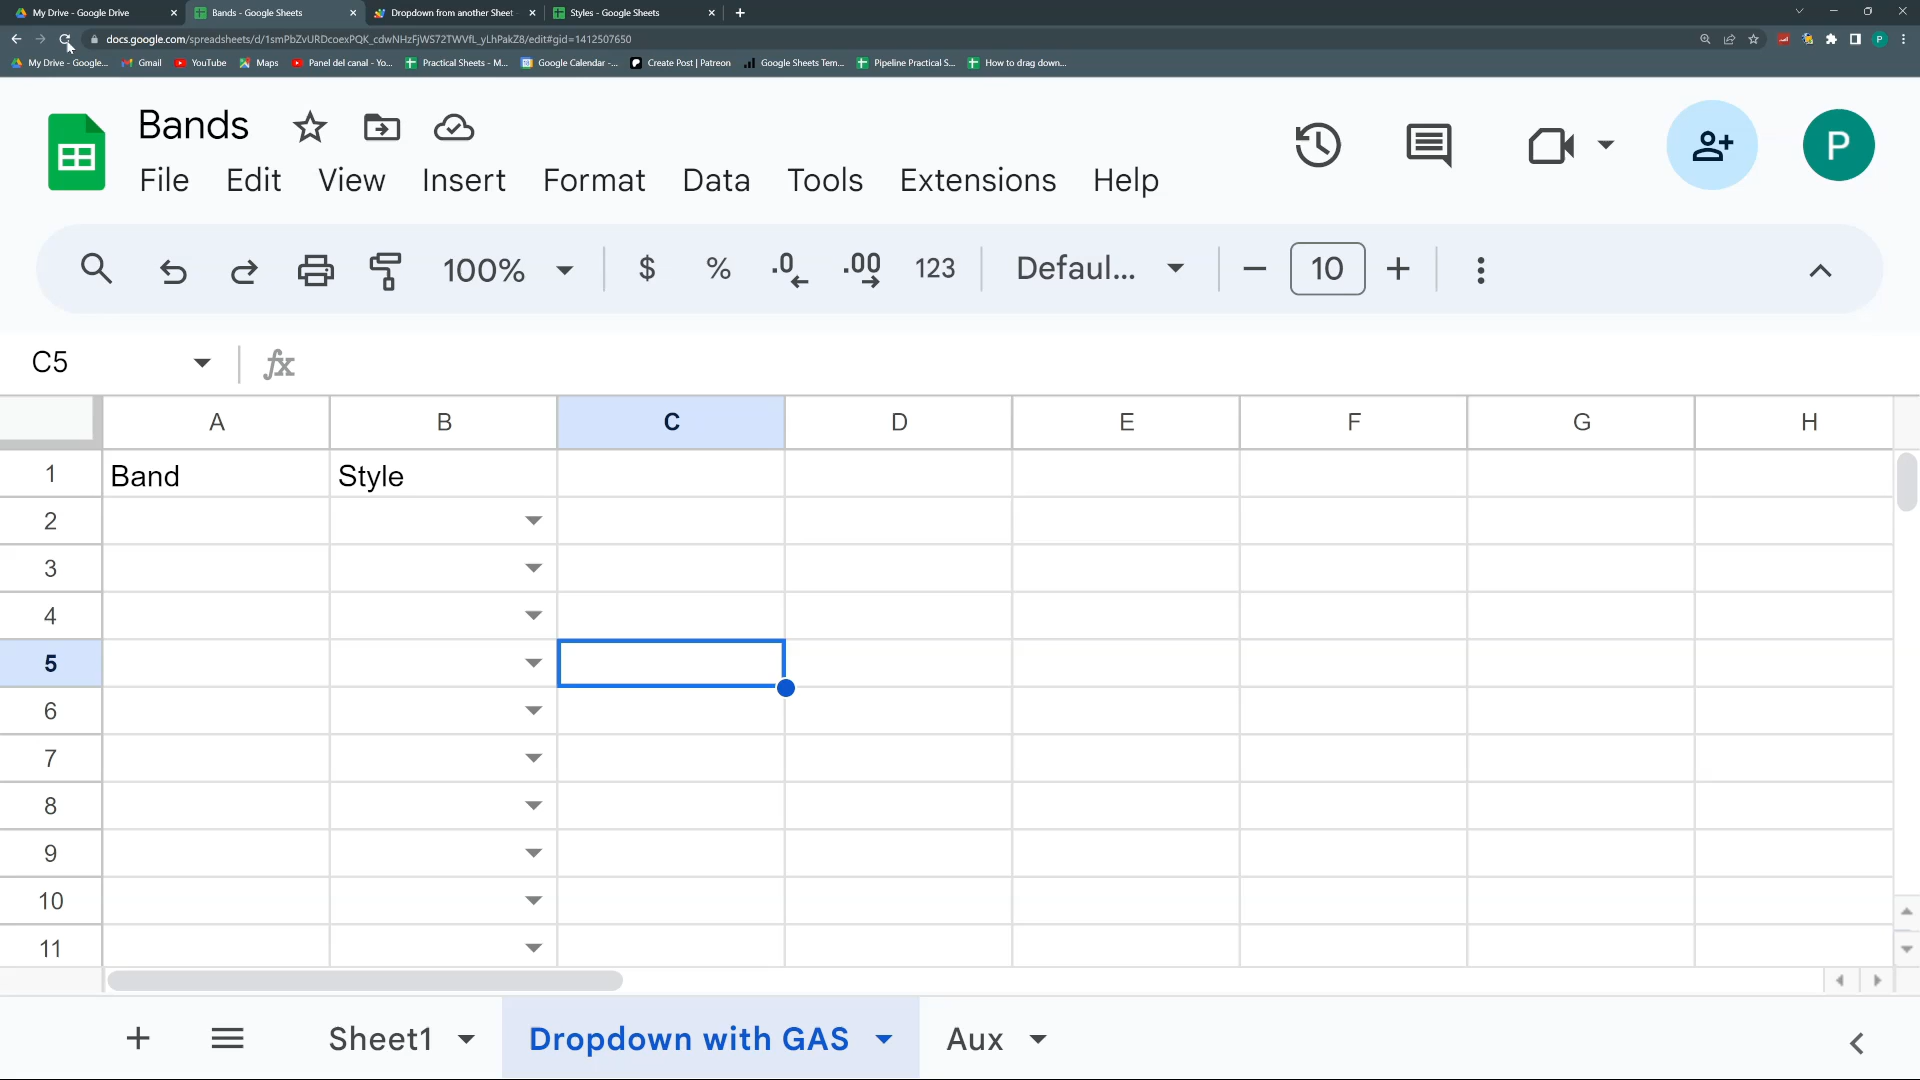 My Drive - Google Drive
Bands - Google Sheets
Dropdown from another Sheet
Styles - Google Sheets
docs.google.com/spreadsheets/d/1smPbZvURDcoexPQK_cdwNHzFjWS72TWVfL_yLhPakZ8/edit#gid=1412507650
P
My Drive - Google...
Gmail
YouTube
Maps
Panel del canal - Yo...
Practical Sheets - M...
Google Calendar -...
Create Post | Patreon
Google Sheets Tem...
Pipeline Practical S...
How to drag down...
Bands
File Edit View Insert Format Data Tools Extensions Help
P
100% $ % .0 .00 123 Defaul... 10
C5
fx
A B C D E F G H
1 Band Style
2
3
4
5
6
7
8
9
10
11
Sheet1 Dropdown with GAS Aux